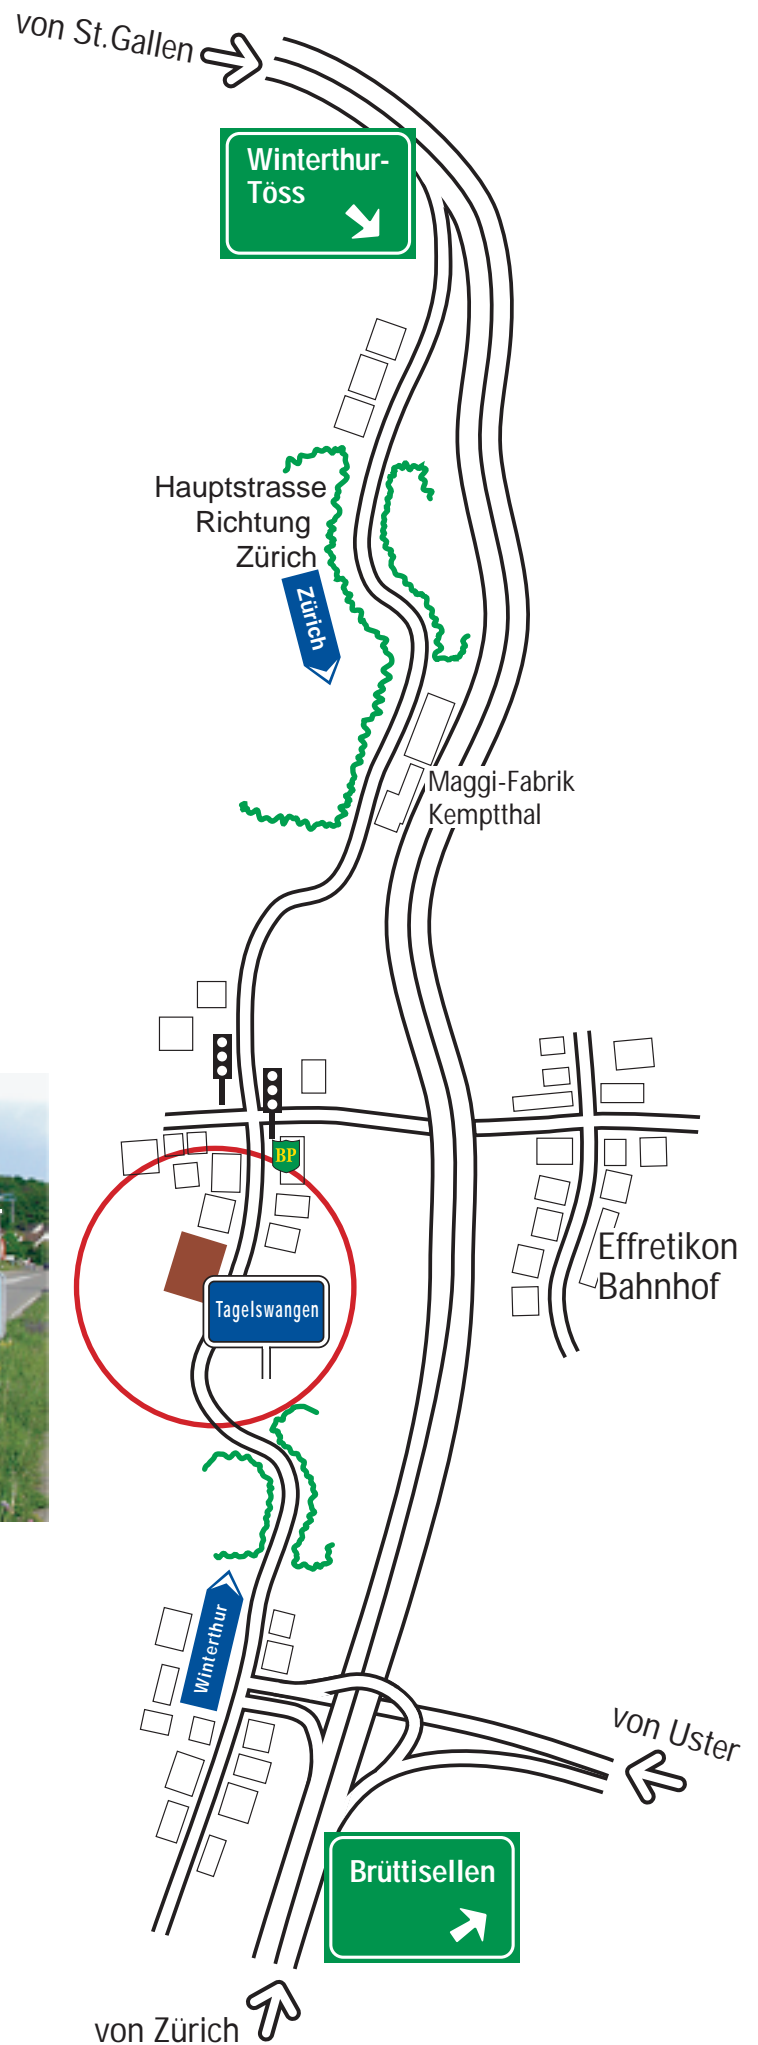 von St.Gallen
Winterthur-
Töss
Hauptstrasse
Richtung
Zürich
Zürich
Maggi-Fabrik
Kemptthal
BP
Effretikon
Bahnhof
Tagelswangen
Winterthur
von Uster
Brüttisellen
von Zürich